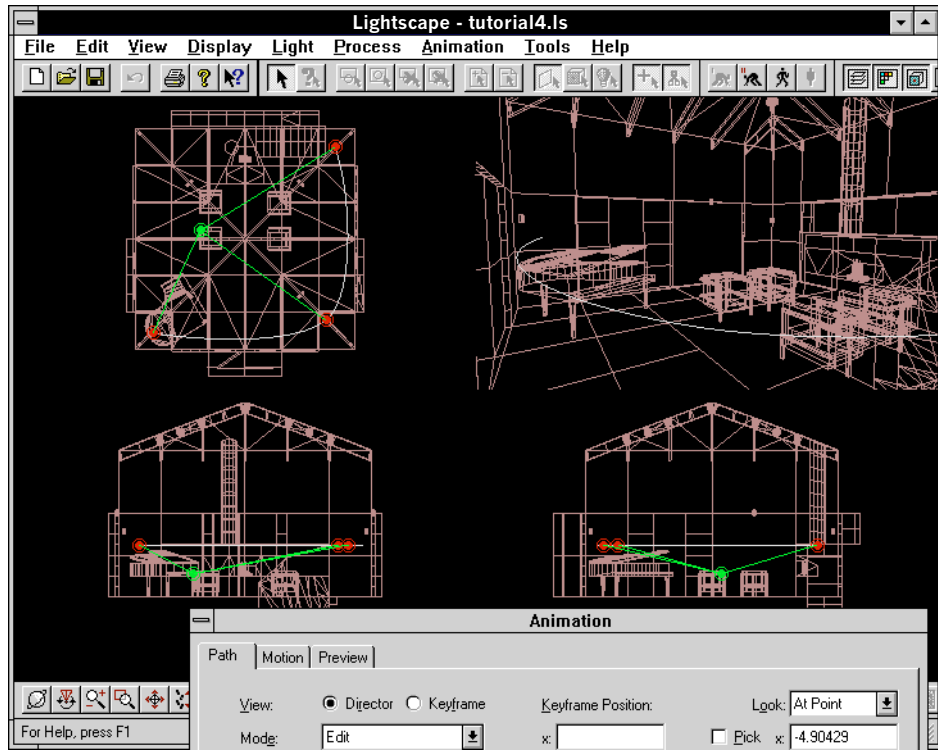 Lightscape - tutorial4.ls
File Edit View Display Light Process Animation Tools Help
Animation
Path Motion Preview
View: Director Keyframe Keyframe Position: Look: At Point
Mode: Edit x: Pick x: -4.90429
For Help, press F1